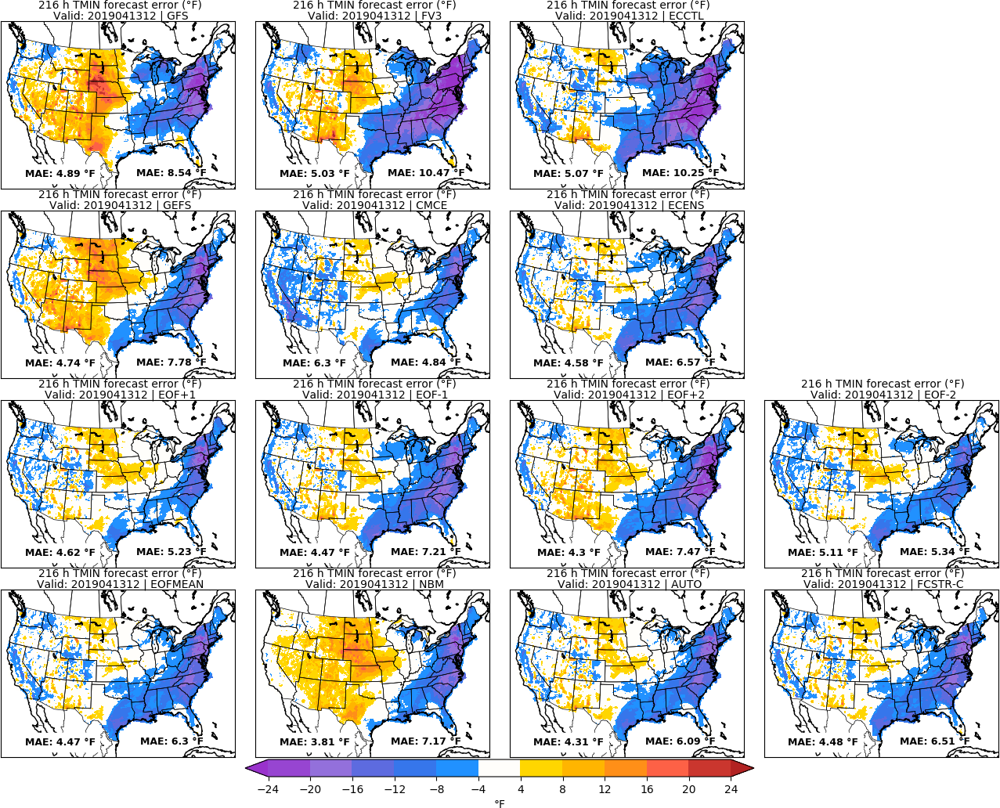 216 h TMIN forecast error (°F)
Valid: 2019041312 | GFS
MAE: 4.89 °F
MAE: 8.54 °F
216 h TMIN forecast error (°F)
Valid: 2019041312 | FV3
MAE: 5.03 °F
MAE: 10.47 °F
216 h TMIN forecast error (°F)
Valid: 2019041312 | ECCTL
MAE: 5.07 °F
MAE: 10.25 °F
216 h TMIN forecast error (°F)
Valid: 2019041312 | GEFS
MAE: 4.74 °F
MAE: 7.78 °F
216 h TMIN forecast error (°F)
Valid: 2019041312 | CMCE
MAE: 6.3 °F
MAE: 4.84 °F
216 h TMIN forecast error (°F)
Valid: 2019041312 | ECENS
MAE: 4.58 °F
MAE: 6.57 °F
216 h TMIN forecast error (°F)
Valid: 2019041312 | EOF+1
MAE: 4.62 °F
MAE: 5.23 °F
216 h TMIN forecast error (°F)
Valid: 2019041312 | EOF-1
MAE: 4.47 °F
MAE: 7.21 °F
216 h TMIN forecast error (°F)
Valid: 2019041312 | EOF+2
MAE: 4.3 °F
MAE: 7.47 °F
216 h TMIN forecast error (°F)
Valid: 2019041312 | EOF-2
MAE: 5.11 °F
MAE: 5.34 °F
216 h TMIN forecast error (°F)
Valid: 2019041312 | EOFMEAN
MAE: 4.47 °F
MAE: 6.3 °F
216 h TMIN forecast error (°F)
Valid: 2019041312 | NBM
MAE: 3.81 °F
MAE: 7.17 °F
216 h TMIN forecast error (°F)
Valid: 2019041312 | AUTO
MAE: 4.31 °F
MAE: 6.09 °F
216 h TMIN forecast error (°F)
Valid: 2019041312 | FCSTR-C
MAE: 4.48 °F
MAE: 6.51 °F
−24 −20 −16 −12 −8 −4 4 8 12 16 20 24
°F